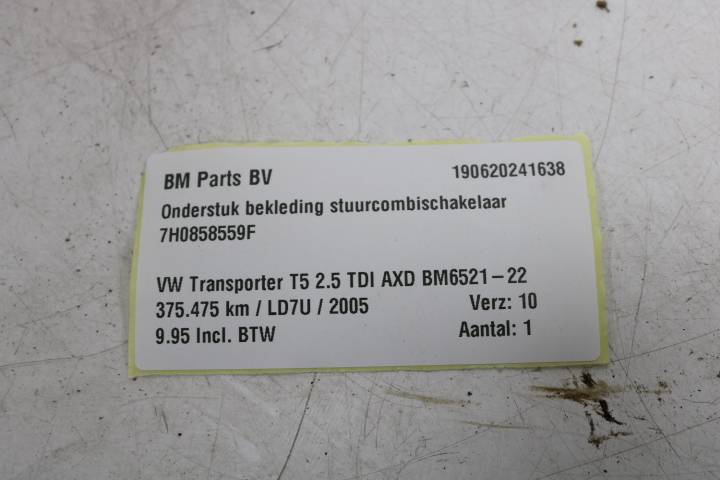 BM Parts BV 190620241638
Onderstuk bekleding stuurcombischakelaar
7H0858559F
VW Transporter T5 2.5 TDI AXD BM6521-22
375.475 km / LD7U / 2005 Verz: 10
9.95 Incl. BTW Aantal: 1